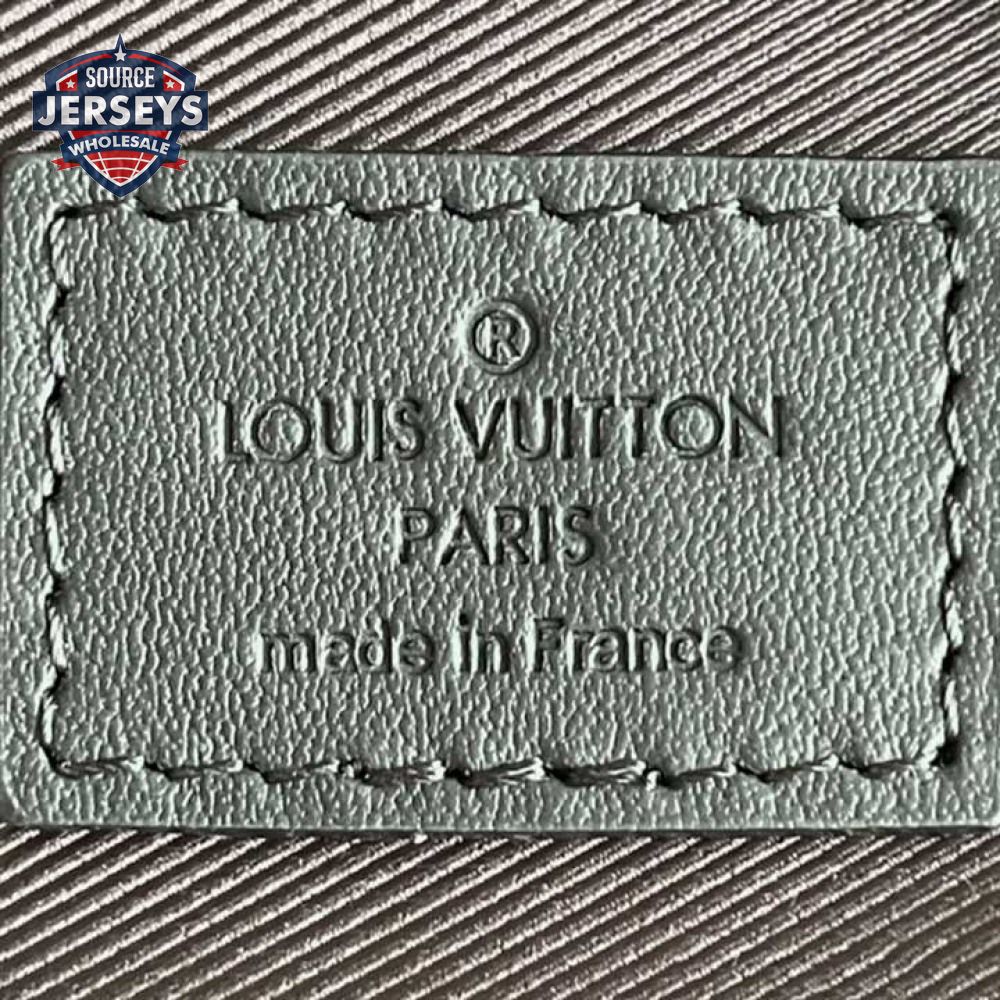 SOURCE
JERSEYS
WHOLESALE
®
LOUIS VUITTON
PARIS
made in France